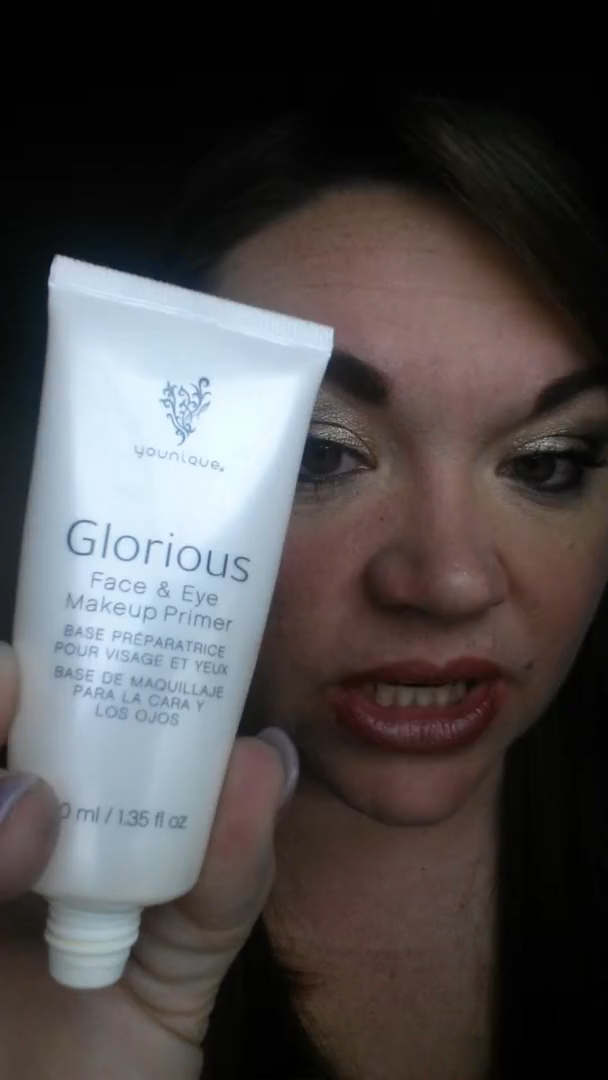 younique
Glorious
Face & Eye
Makeup Primer
BASE PRÉPARATRICE
POUR VISAGE ET YEUX
BASE DE MAQUILLAJE
PARA LA CARA Y
LOS OJOS
0 ml / 1.35 fl oz